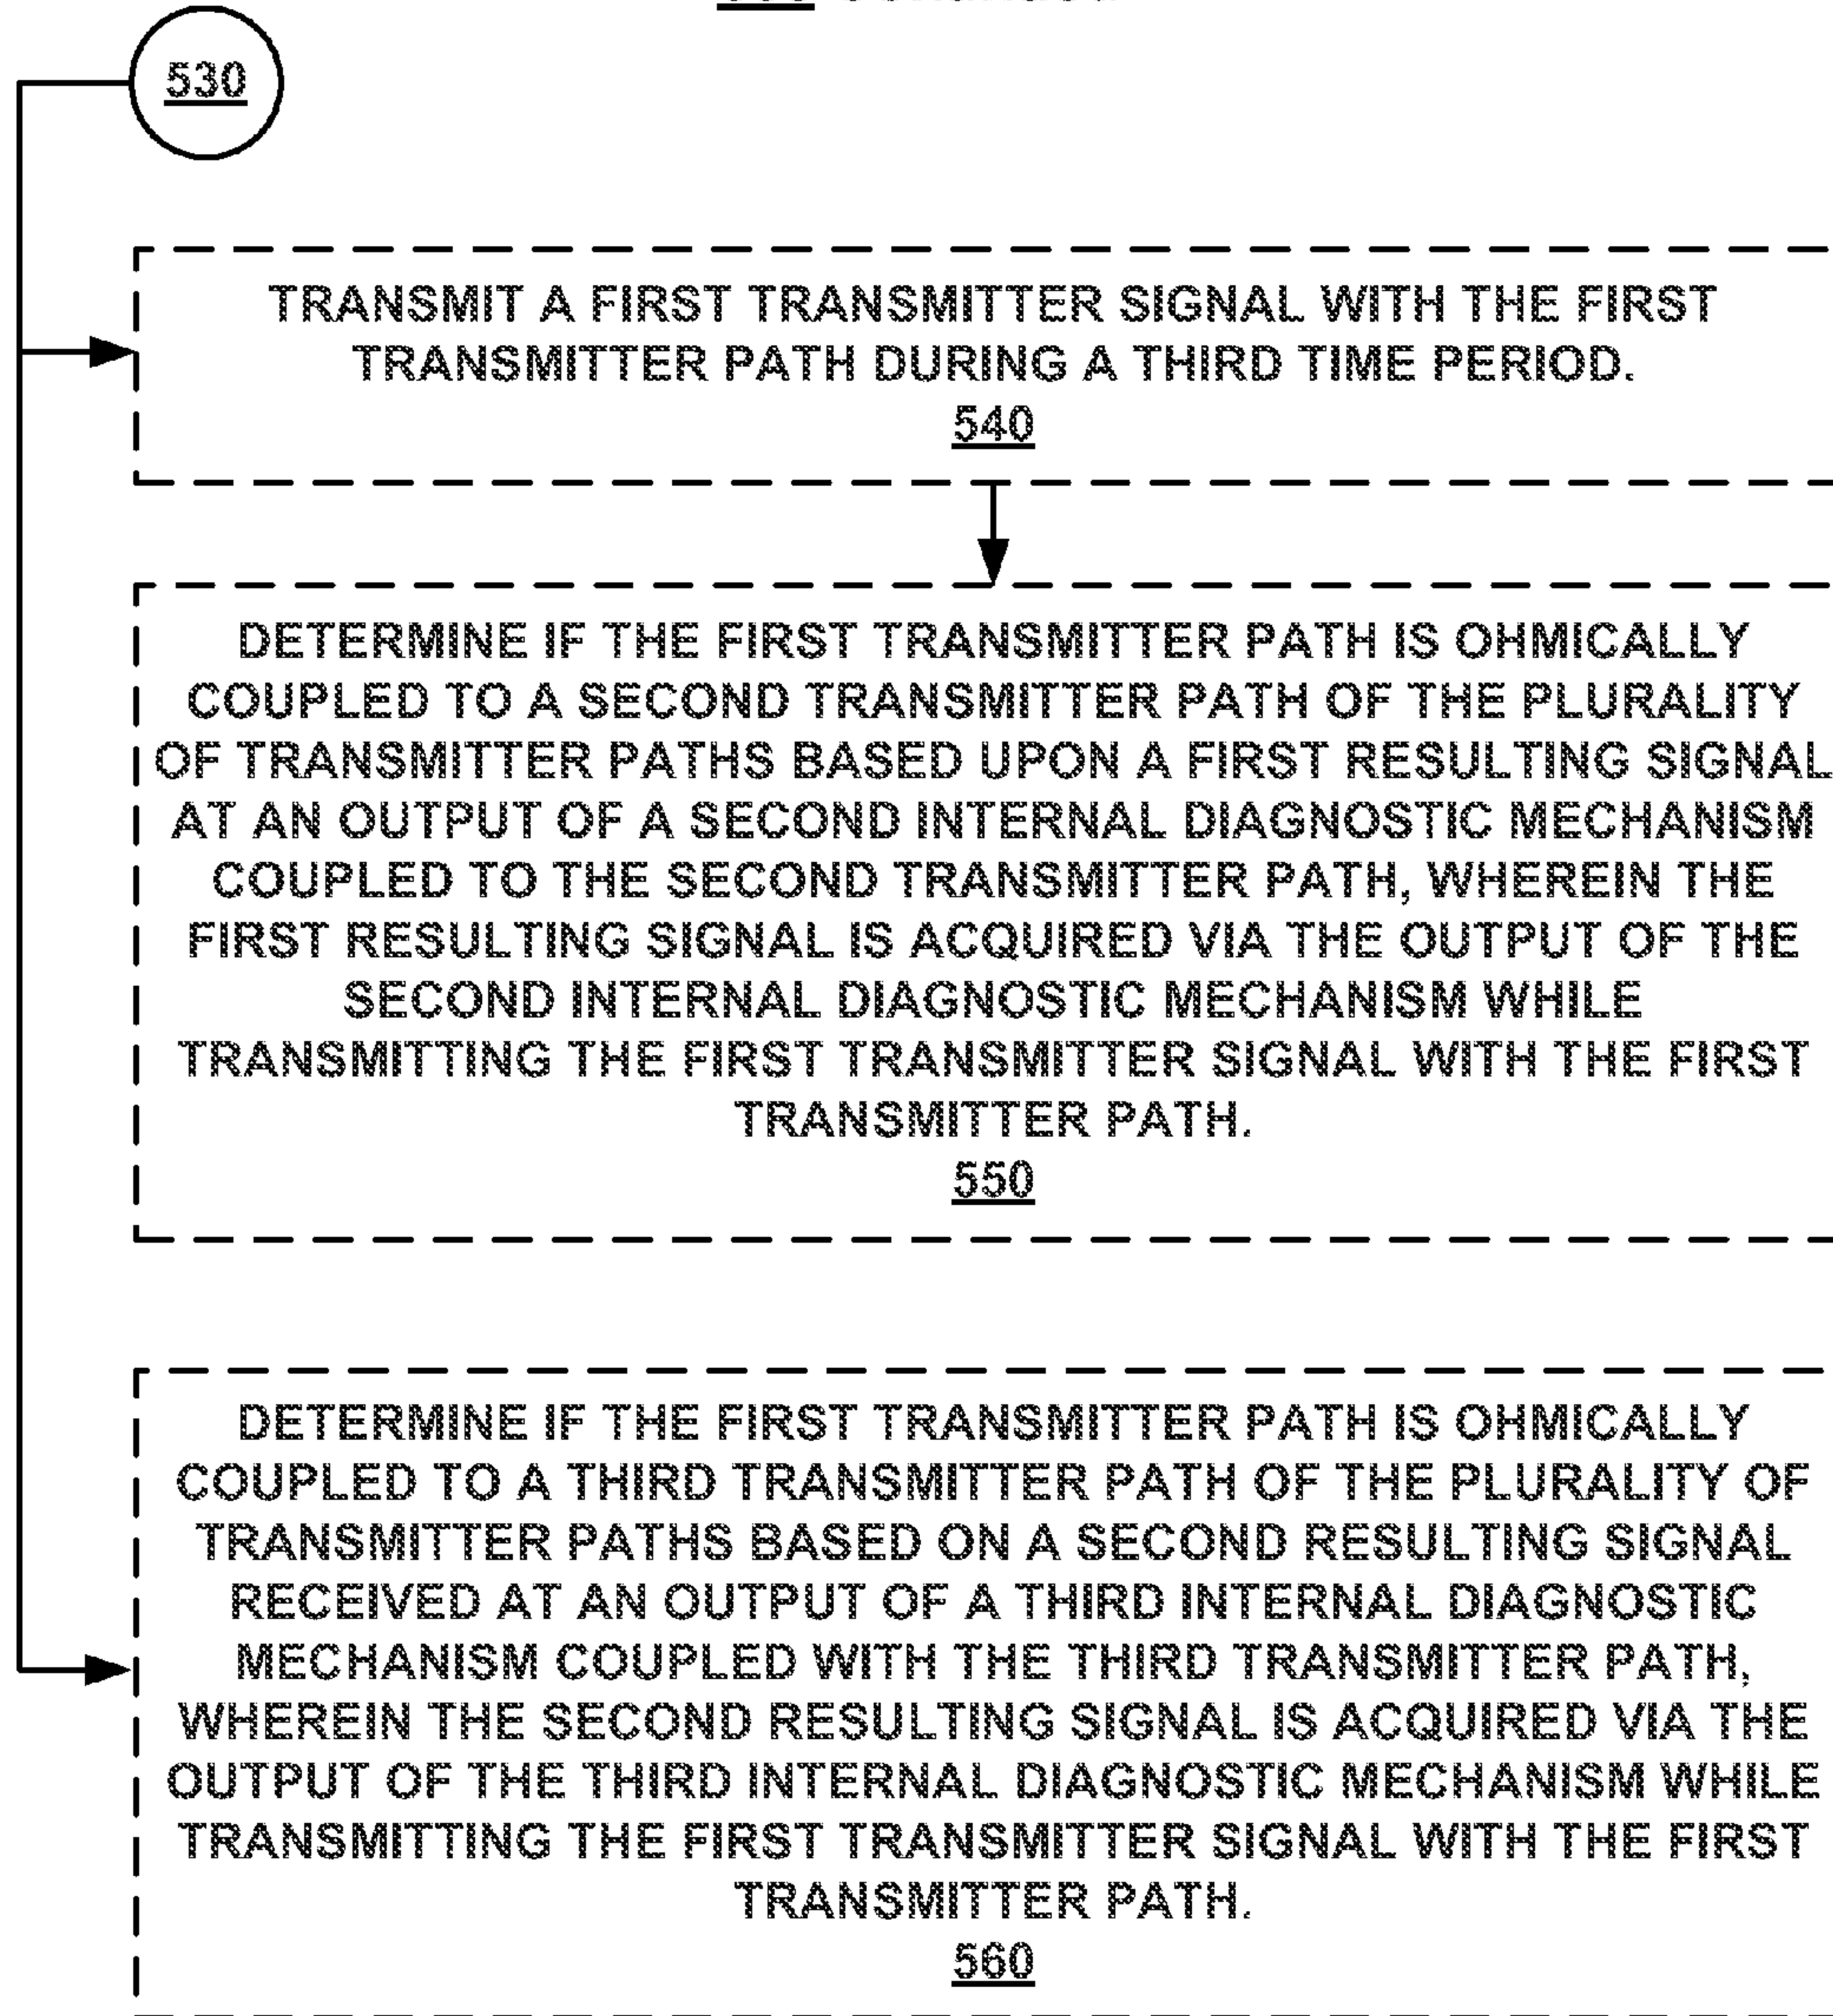 530
TRANSMIT A FIRST TRANSMITTER SIGNAL WITH THE FIRST
TRANSMITTER PATH DURING A THIRD TIME PERIOD.
540
DETERMINE IF THE FIRST TRANSMITTER PATH IS OHMICALLY
COUPLED TO A SECOND TRANSMITTER PATH OF THE PLURALITY
OF TRANSMITTER PATHS BASED UPON A FIRST RESULTING SIGNAL
AT AN OUTPUT OF A SECOND INTERNAL DIAGNOSTIC MECHANISM
COUPLED TO THE SECOND TRANSMITTER PATH, WHEREIN THE
FIRST RESULTING SIGNAL IS ACQUIRED VIA THE OUTPUT OF THE
SECOND INTERNAL DIAGNOSTIC MECHANISM WHILE
TRANSMITTING THE FIRST TRANSMITTER SIGNAL WITH THE FIRST
TRANSMITTER PATH.
550
DETERMINE IF THE FIRST TRANSMITTER PATH IS OHMICALLY
COUPLED TO A THIRD TRANSMITTER PATH OF THE PLURALITY OF
TRANSMITTER PATHS BASED ON A SECOND RESULTING SIGNAL
RECEIVED AT AN OUTPUT OF A THIRD INTERNAL DIAGNOSTIC
MECHANISM COUPLED WITH THE THIRD TRANSMITTER PATH,
WHEREIN THE SECOND RESULTING SIGNAL IS ACQUIRED VIA THE
OUTPUT OF THE THIRD INTERNAL DIAGNOSTIC MECHANISM WHILE
TRANSMITTING THE FIRST TRANSMITTER SIGNAL WITH THE FIRST
TRANSMITTER PATH.
560